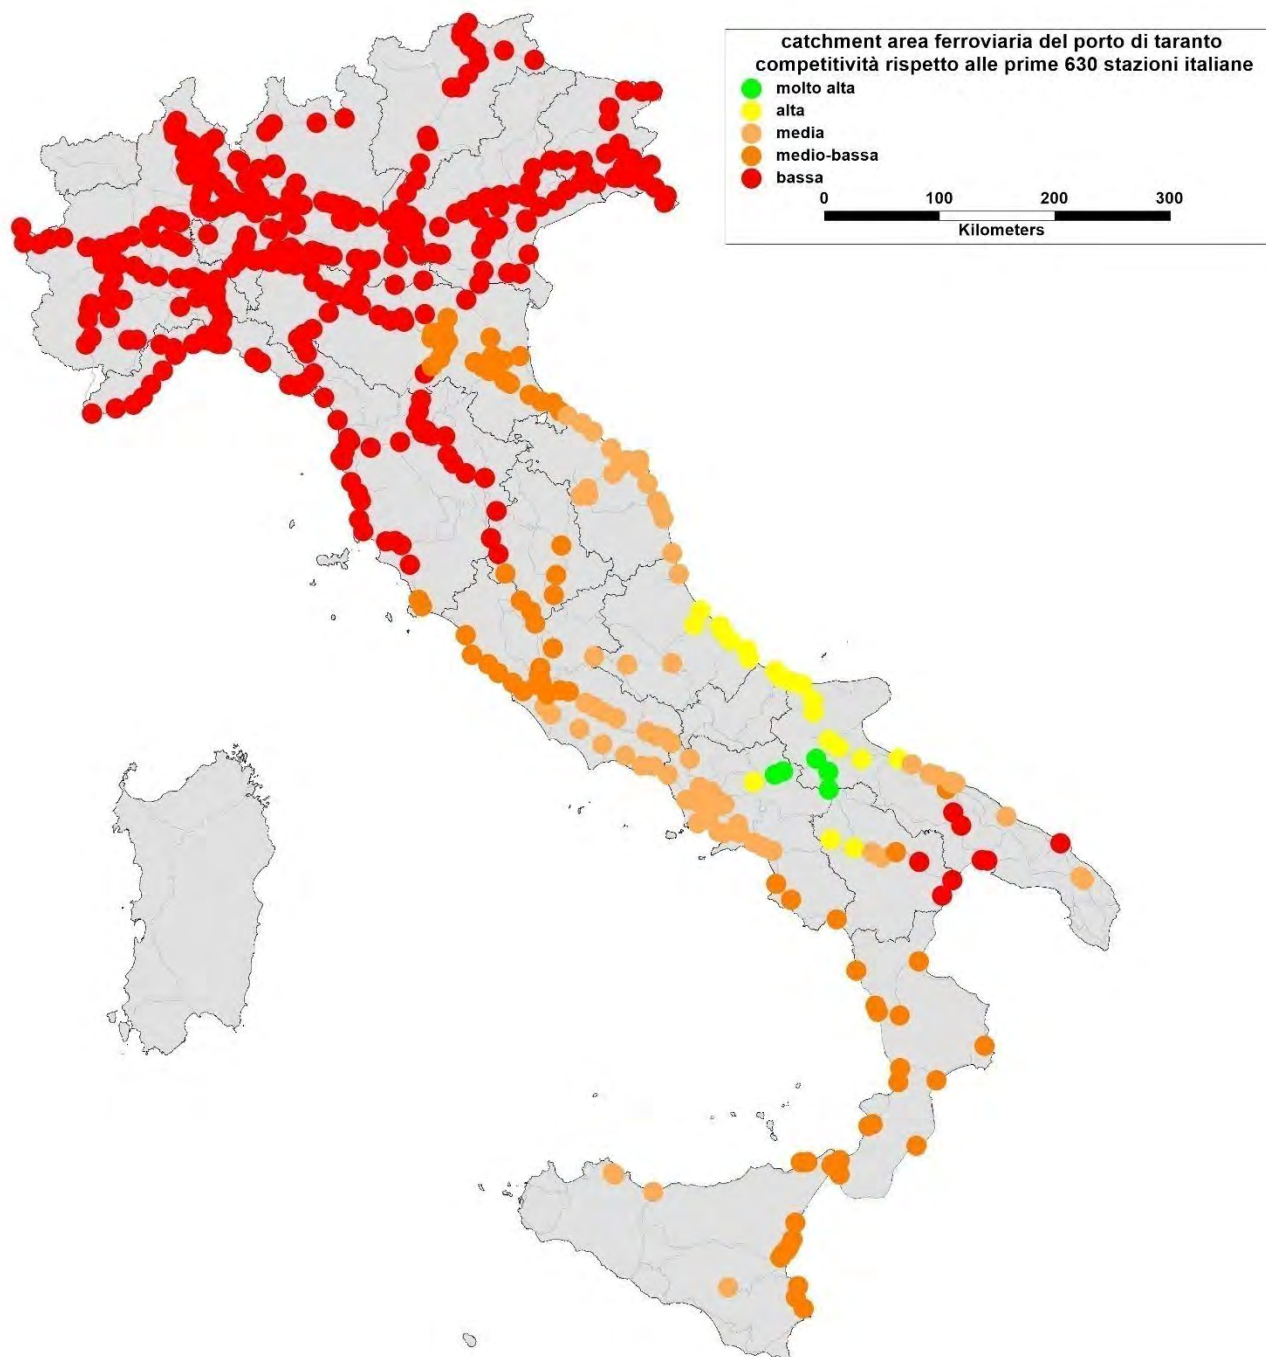 catchment area ferroviaria del porto di taranto
competitività rispetto alle prime 630 stazioni italiane
molto alta
alta
media
medio-bassa
bassa
0 100 200 300
Kilometers